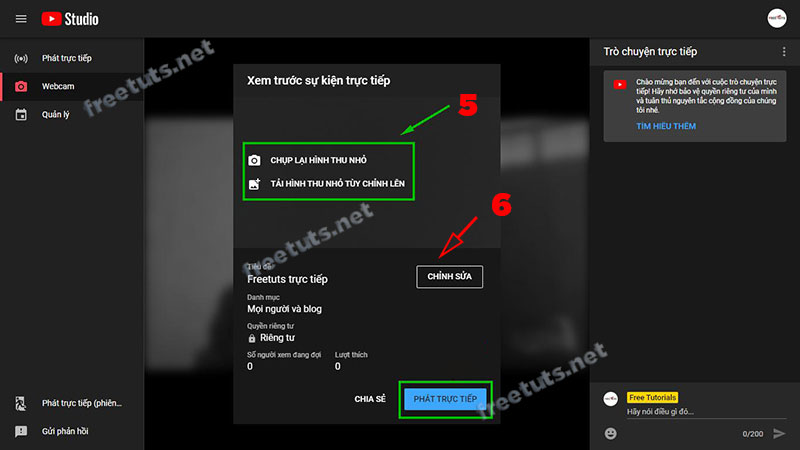 Studio
FREETUTS
Phát trực tiếp
Webcam
Quản lý
Xem trước sự kiện trực tiếp
5
CHỤP LẠI HÌNH THU NHỎ
TẢI HÌNH THU NHỎ TÙY CHỈNH LÊN
6
Tiêu đề
Freetuts trực tiếp
CHỈNH SỬA
Danh mục
Mọi người và blog
Quyền riêng tư
Riêng tư
Số người xem đang đợi Lượt thích
0 0
CHIA SẺ PHÁT TRỰC TIẾP
Trò chuyện trực tiếp
Chào mừng bạn đến với cuộc trò chuyện trực
tiếp! Hãy nhớ bảo vệ quyền riêng tư của mình
và tuân thủ nguyên tắc cộng đồng của chúng
tôi nhé.
TÌM HIỂU THÊM
Phát trực tiếp (phiên...
Gửi phản hồi
Free Tutorials
Hãy nói điều gì đó...
0/200
freetuts.net
freetuts.net
freetuts.net